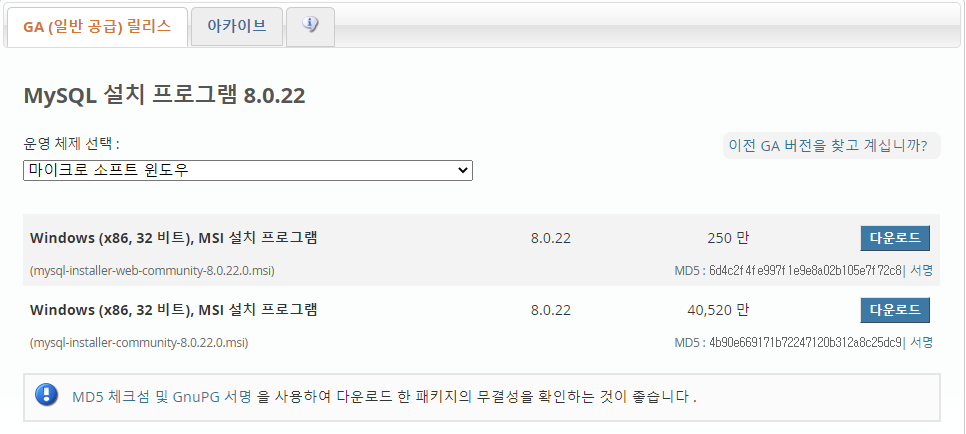 GA (일반 공급) 릴리스
아카이브
MySQL 설치 프로그램 8.0.22
운영 체제 선택 :
이전 GA 버전을 찾고 계십니까?
마이크로 소프트 윈도우
Windows (x86, 32 비트), MSI 설치 프로그램 8.0.22 250 만 다운로드
(mysql-installer-web-community-8.0.22.0.msi) MD5 : 6d4c2f4fe997f1e9e8a02b105e7f72c8| 서명
Windows (x86, 32 비트), MSI 설치 프로그램 8.0.22 40,520 만 다운로드
(mysql-installer-community-8.0.22.0.msi) MD5 : 4b90e669171b72247120b312a8c25dc9| 서명
MD5 체크섬 및 GnuPG 서명 을 사용하여 다운로드 한 패키지의 무결성을 확인하는 것이 좋습니다 .